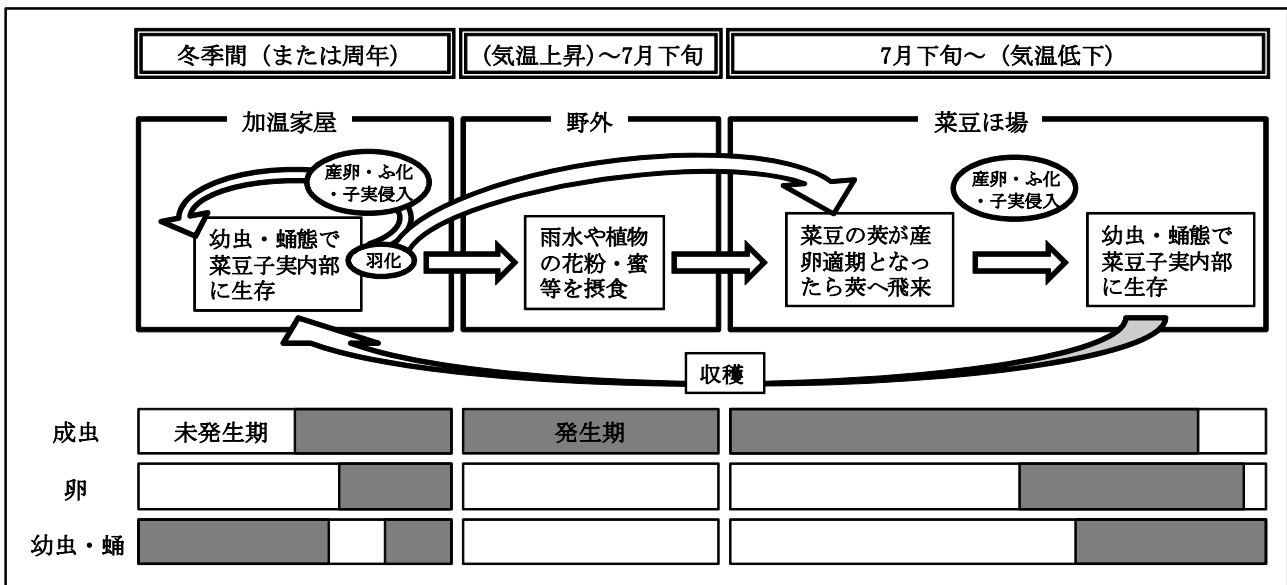 冬季間（または周年）
(気温上昇)～7月下旬
7月下旬～（気温低下）
加温家屋
野外
菜豆ほ場
産卵・ふ化
・子実侵入
幼虫・蛹態で
菜豆子実内部
に生存
羽化
雨水や植物
の花粉・蜜
等を摂食
菜豆の莢が産
卵適期となっ
たら莢へ飛来
産卵・ふ化
・子実侵入
幼虫・蛹態で
菜豆子実内部
に生存
収穫
成虫
未発生期
発生期
卵
幼虫・蛹